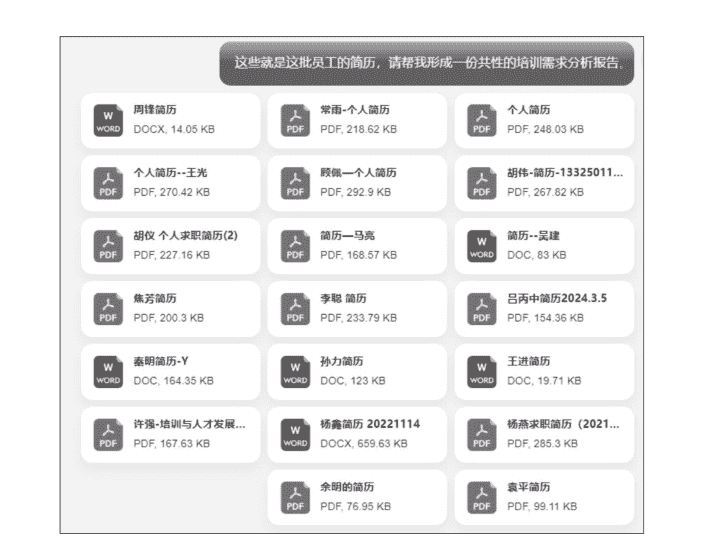 这些就是这批员工的简历，请帮我形成一份共性的培训需求分析报告。
周锋简历
W
WORD
DOCX, 14.05 KB
常雨-个人简历
PDF
PDF, 218.62 KB
个人简历
PDF
PDF, 248.03 KB
个人简历--王光
PDF
PDF, 270.42 KB
顾佩—个人简历
PDF
PDF, 292.9 KB
胡伟-简历-13325011...
PDF
PDF, 267.82 KB
胡仪 个人求职简历(2)
PDF
PDF, 227.16 KB
简历—马亮
PDF
PDF, 168.57 KB
简历--吴建
W
WORD
DOC, 83 KB
焦芳简历
PDF
PDF, 200.3 KB
李聪 简历
PDF
PDF, 233.79 KB
吕丙中简历2024.3.5
PDF
PDF, 154.36 KB
秦明简历-Y
W
WORD
DOC, 164.35 KB
孙力简历
W
WORD
DOC, 123 KB
王进简历
W
WORD
DOC, 19.71 KB
许强-培训与人才发展...
PDF
PDF, 167.63 KB
杨鑫简历 20221114
W
WORD
DOCX, 659.63 KB
杨燕求职简历（2021...
PDF
PDF, 285.3 KB
余明的简历
PDF
PDF, 76.95 KB
袁平简历
PDF
PDF, 99.11 KB